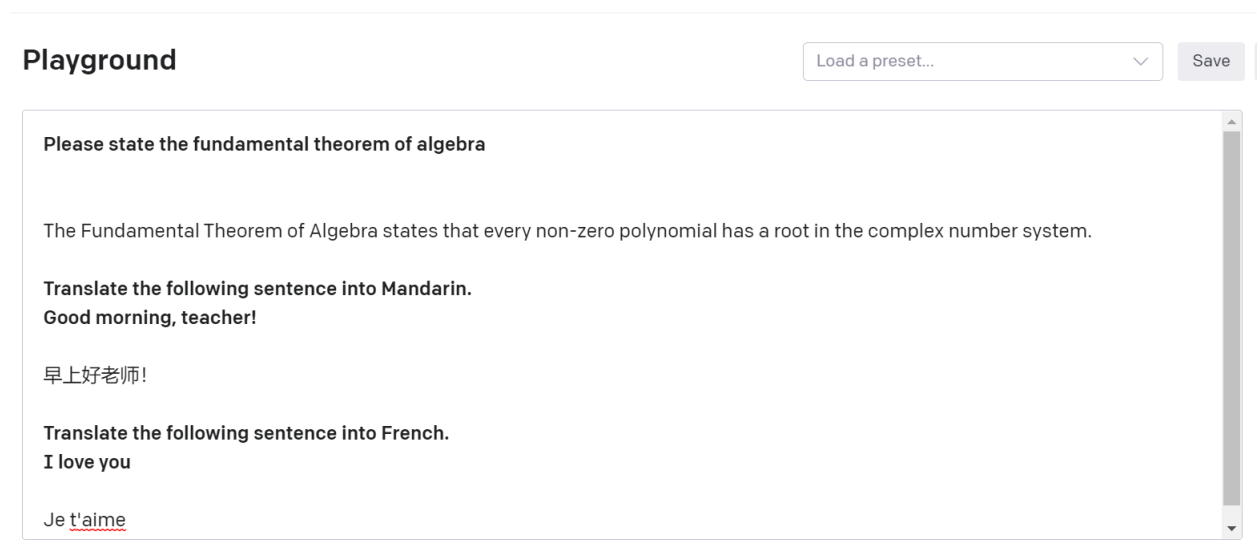 Playground
Load a preset...
Save
Please state the fundamental theorem of algebra
The Fundamental Theorem of Algebra states that every non-zero polynomial has a root in the complex number system.
Translate the following sentence into Mandarin.
Good morning, teacher!
早上好老师!
Translate the following sentence into French.
I love you
Je t'aime